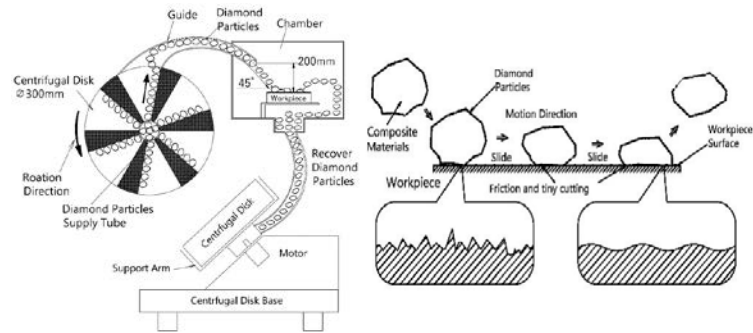 Guide
Diamond
Particles
Chamber
Centrifugal Disk
Ø300mm
200mm
45°
Workpiece
Roation
Direction
Recover
Diamond
Particles
Diamond Particles
Supply Tube
Centrifugal Disk
Support Arm
Motor
Centrfugal Disk Base
Diamond
Particles
Composite
Materials
Motion Direction
Slide
Slide
Workpiece
Surface
Workpiece
Friction and tiny cutting